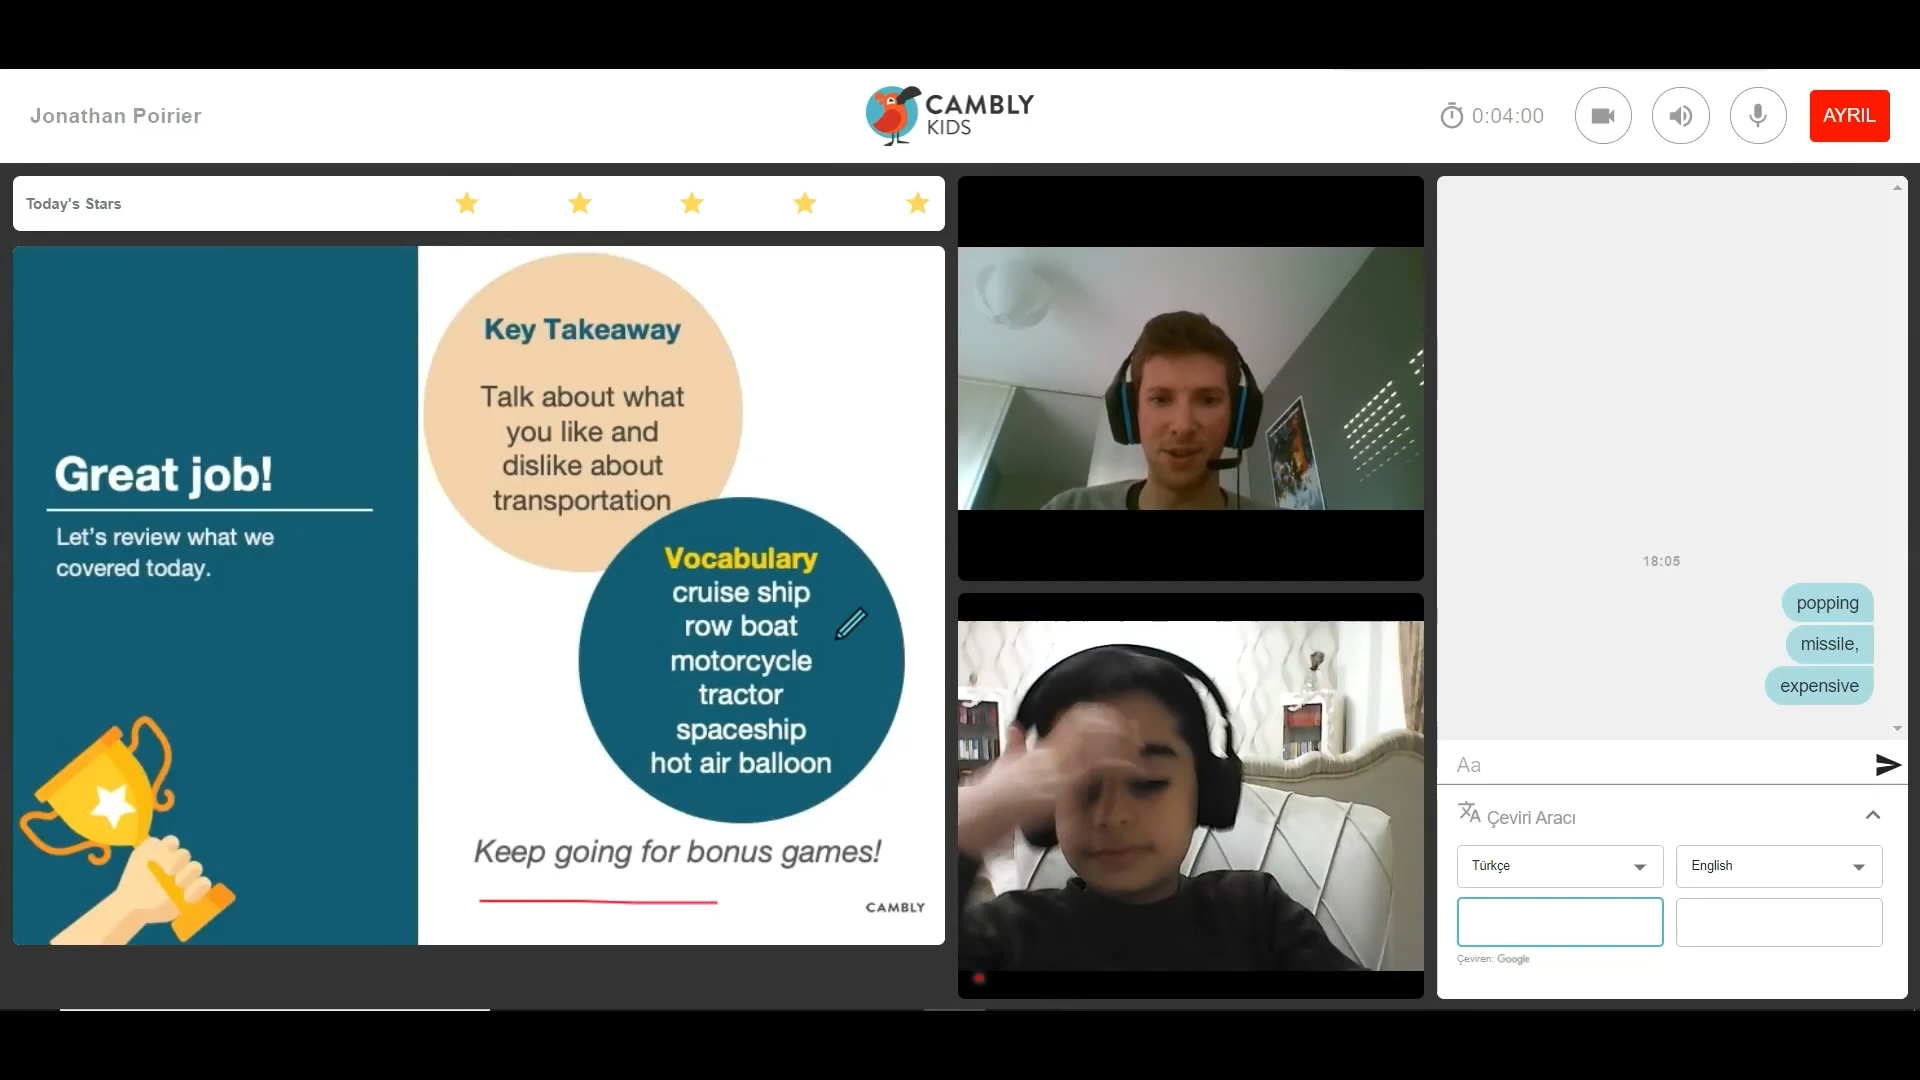 Jonathan Poirier
CAMBLY
KIDS
0:04:00
AYRIL
Today's Stars
Great job!
Let's review what we
covered today.
Key Takeaway
Talk about what
you like and
dislike about
transportation
Vocabulary
cruise ship
row boat
motorcycle
tractor
spaceship
hot air balloon
Keep going for bonus games!
CAMBLY
18:05
popping
missile,
expensive
Aa
Çeviri Aracı
Türkçe
English
Çeviren: Google